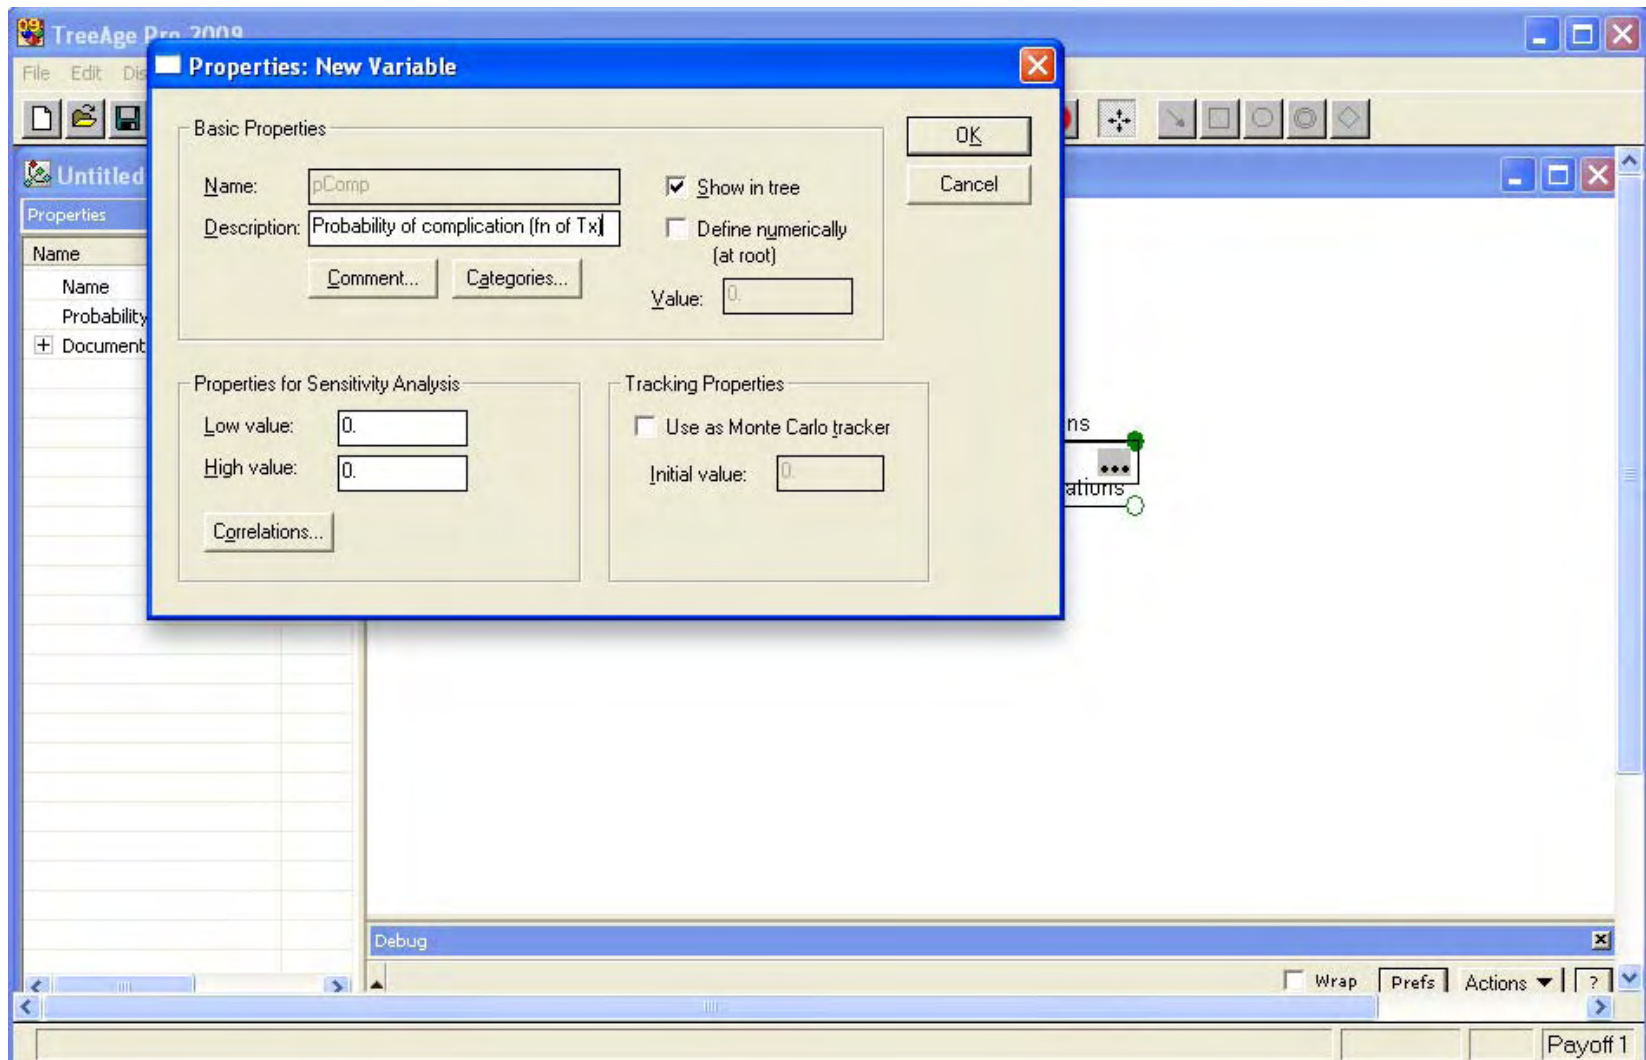 TreeAge Pro 2009
File Edit Dis
Properties: New Variable
Basic Properties
Name: pComp
Show in tree
Description: Probability of complication (fn of Tx)
Define numerically
(at root)
Comment... Categories...
Value: 0.
OK
Cancel
Properties for Sensitivity Analysis
Low value: 0.
High value: 0.
Correlations...
Tracking Properties
Use as Monte Carlo tracker
Initial value: 0.
Untitled
Properties
Name
Name
Probability
Document
ns
...
ations
Debug
Wrap Prefs Actions ?
Payoff 1